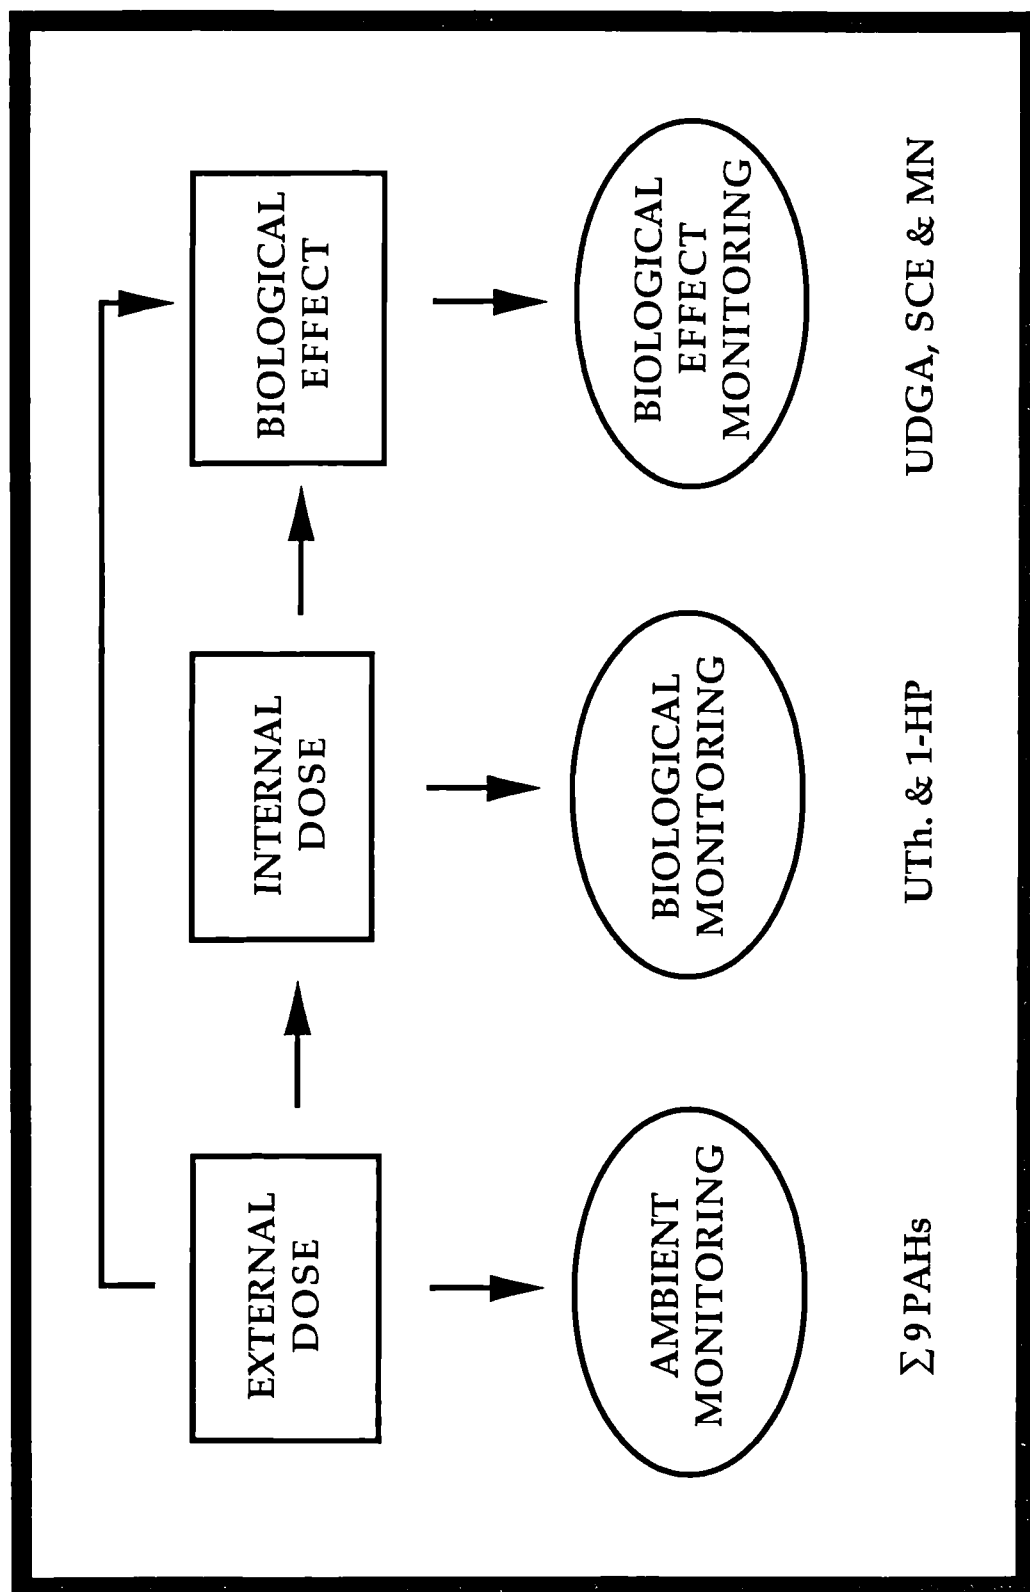 EXTERNAL
DOSE
INTERNAL
DOSE
BIOLOGICAL
EFFECT
AMBIENT
MONITORING
BIOLOGICAL
MONITORING
BIOLOGICAL
EFFECT
MONITORING
∑ 9 PAHs
UTh. & 1-HP
UDGA, SCE & MN